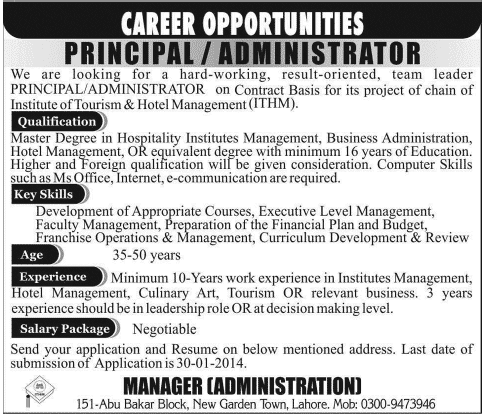 CAREER OPPORTUNITIES
PRINCIPAL / ADMINISTRATOR
We are looking for a hard-working, result-oriented, team leader
PRINCIPAL/ADMINISTRATOR on Contract Basis for its project of chain of
Institute of Tourism & Hotel Management (ITHM).
Qualification
Master Degree in Hospitality Institutes Management, Business Administration,
Hotel Management, OR equivalent degree with minimum 16 years of Education.
Higher and Foreign qualification will be given consideration. Computer Skills
such as Ms Office, Internet, e-communication are required.
Key Skills
Development of Appropriate Courses, Executive Level Management,
Faculty Management, Preparation of the Financial Plan and Budget,
Franchise Operations & Management, Curriculum Development & Review
Age 35-50 years
Experience Minimum 10-Years work experience in Institutes Management,
Hotel Management, Culinary Art, Tourism OR relevant business. 3 years
experience should be in leadership role OR at decision making level.
Salary Package Negotiable
Send your application and Resume on below mentioned address. Last date of
submission of Application is 30-01-2014.
MANAGER (ADMINISTRATION)
151-Abu Bakar Block, New Garden Town, Lahore. Mob: 0300-9473946